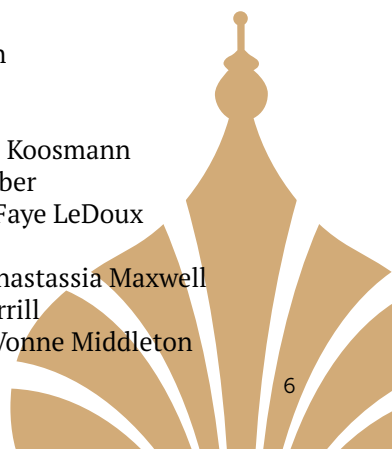 n
Koosmann
ber
Faye LeDoux
nastassia Maxwell
rrill
Vonne Middleton
6